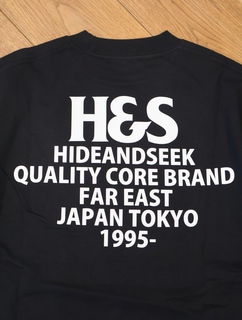 H&S
HIDEANDSEEK
QUALITY CORE BRAND
FAR EAST
JAPAN TOKYO
1995-